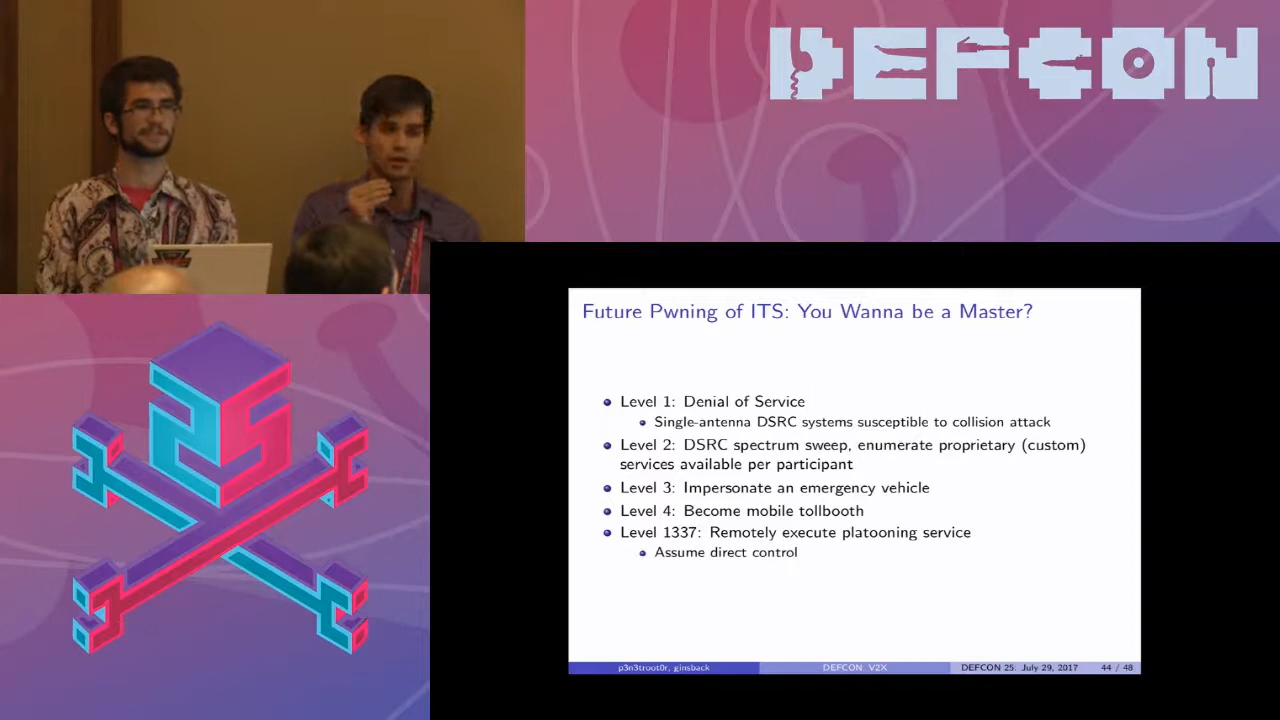 DEFCON
Future Pwning of ITS: You Wanna be a Master?
Level 1: Denial of Service
Single-antenna DSRC systems susceptible to collision attack
Level 2: DSRC spectrum sweep, enumerate proprietary (custom)
services available per participant
Level 3: Impersonate an emergency vehicle
Level 4: Become mobile tollbooth
Level 1337: Remotely execute platooning service
Assume direct control
p3n3troot0r, ginsback
DEFCON: V2X
DEFCON 25: July 29, 2017
44 / 48
25